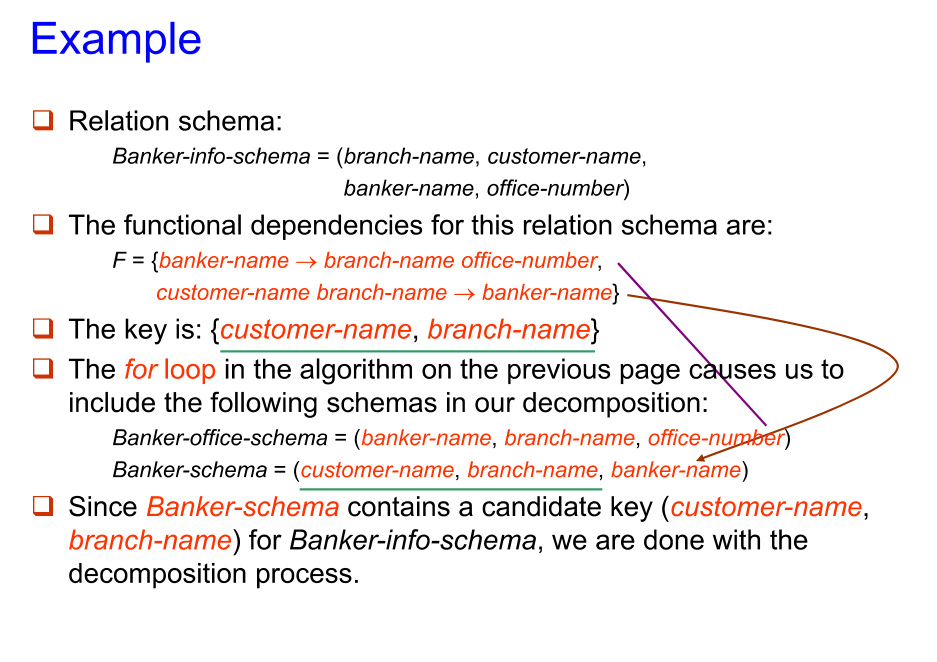 Example
❑ Relation schema:
Banker-info-schema = (branch-name, customer-name,
banker-name, office-number)
❑ The functional dependencies for this relation schema are:
F = {banker-name → branch-name office-number,
customer-name branch-name → banker-name}
❑ The key is: {customer-name, branch-name}
❑ The for loop in the algorithm on the previous page causes us to
include the following schemas in our decomposition:
Banker-office-schema = (banker-name, branch-name, office-number)
Banker-schema = (customer-name, branch-name, banker-name)
❑ Since Banker-schema contains a candidate key (customer-name,
branch-name) for Banker-info-schema, we are done with the
decomposition process.